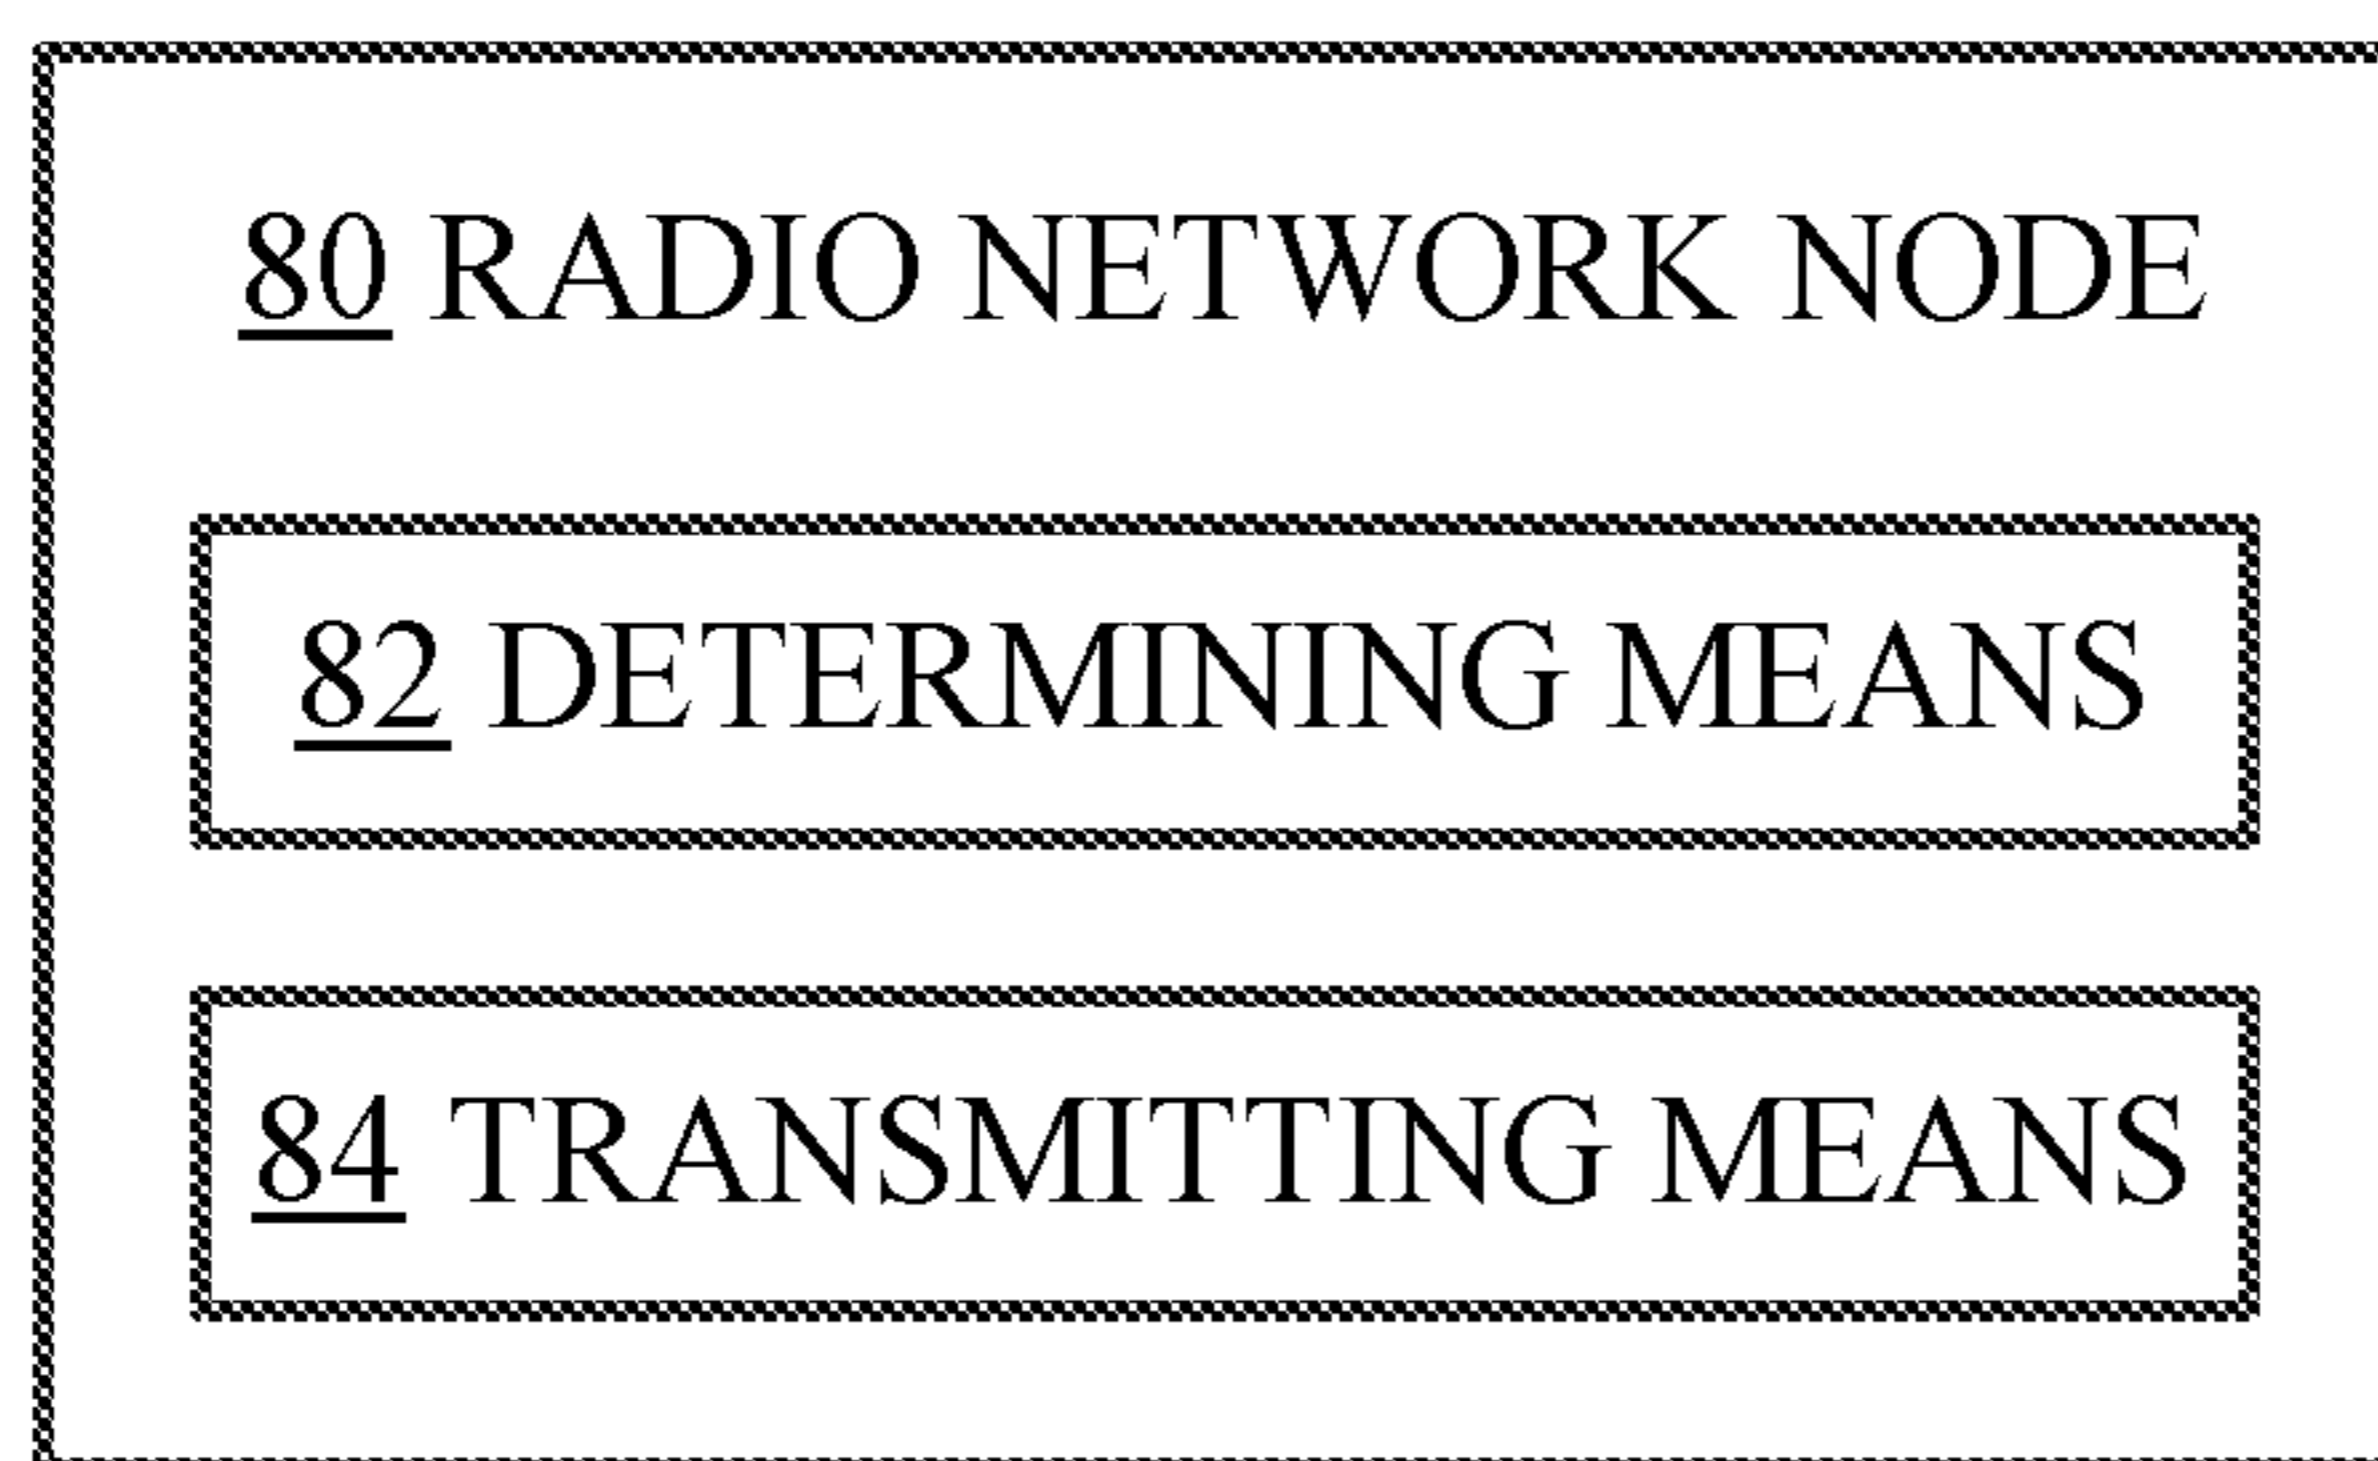 80 RADIO NETWORK NODE
82 DETERMINING MEANS
84 TRANSMITTING MEANS